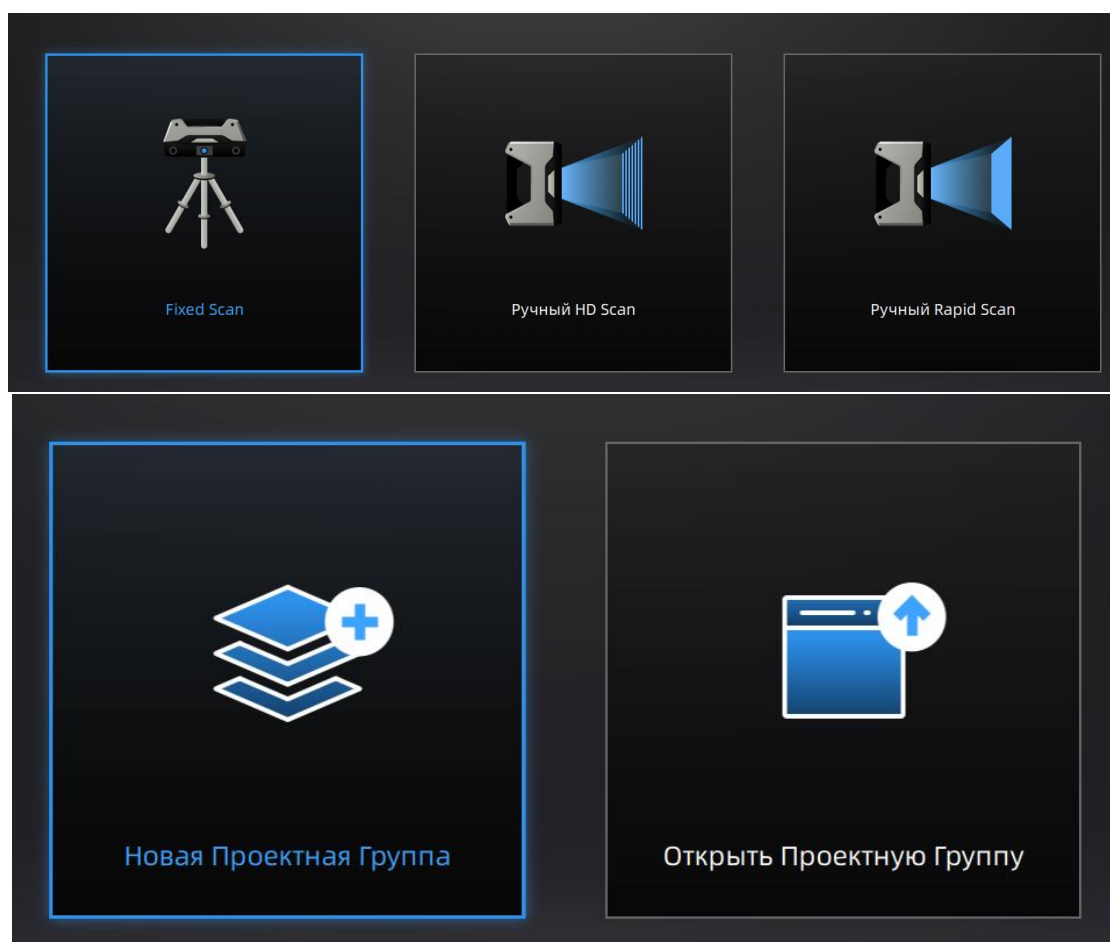 Fixed Scan
Ручный HD Scan
Ручный Rapid Scan
Новая Проектная Группа
Открыть Проектную Группу